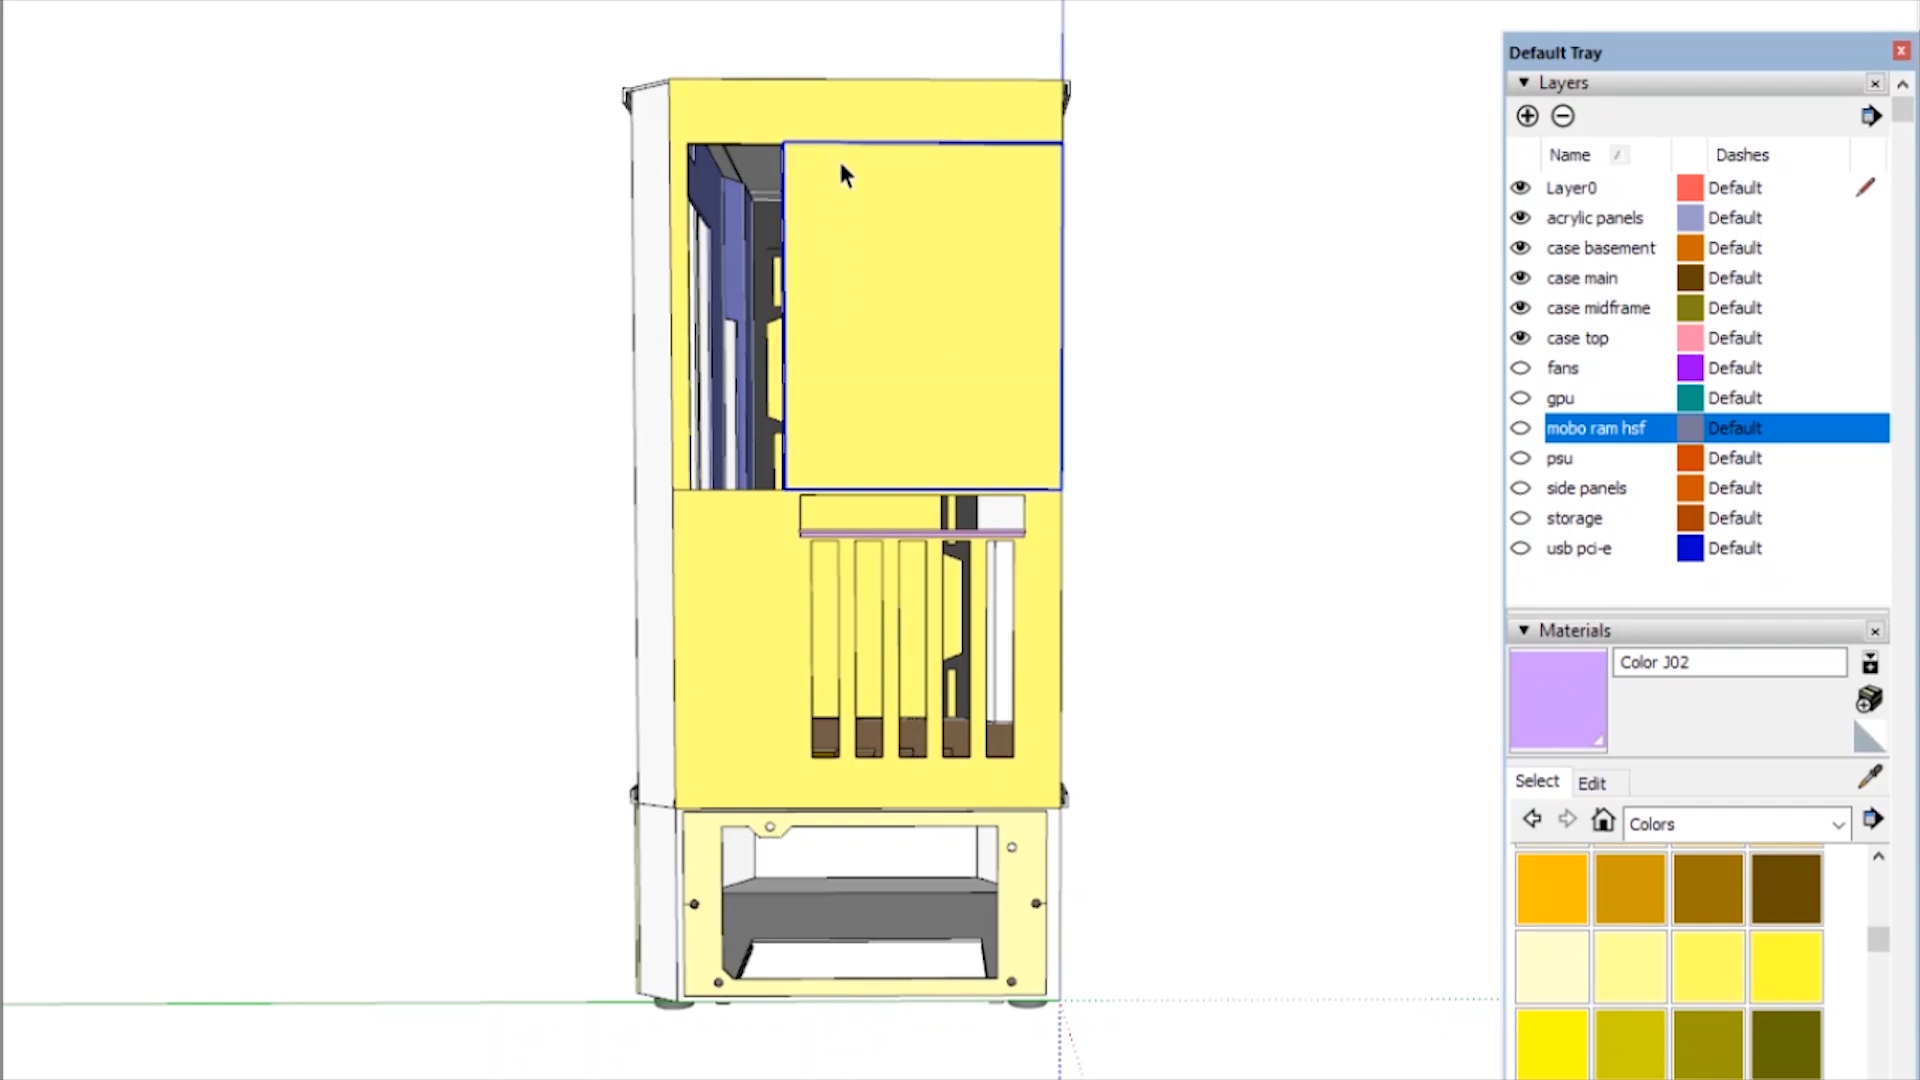 Default Tray
Layers
Name Dashes
Layer0 Default
acrylic panels Default
case basement Default
case main Default
case midframe Default
case top Default
fans Default
gpu Default
mobo ram hsf Default
psu Default
side panels Default
storage Default
usb pci-e Default
Materials
Color J02
Select Edit
Colors